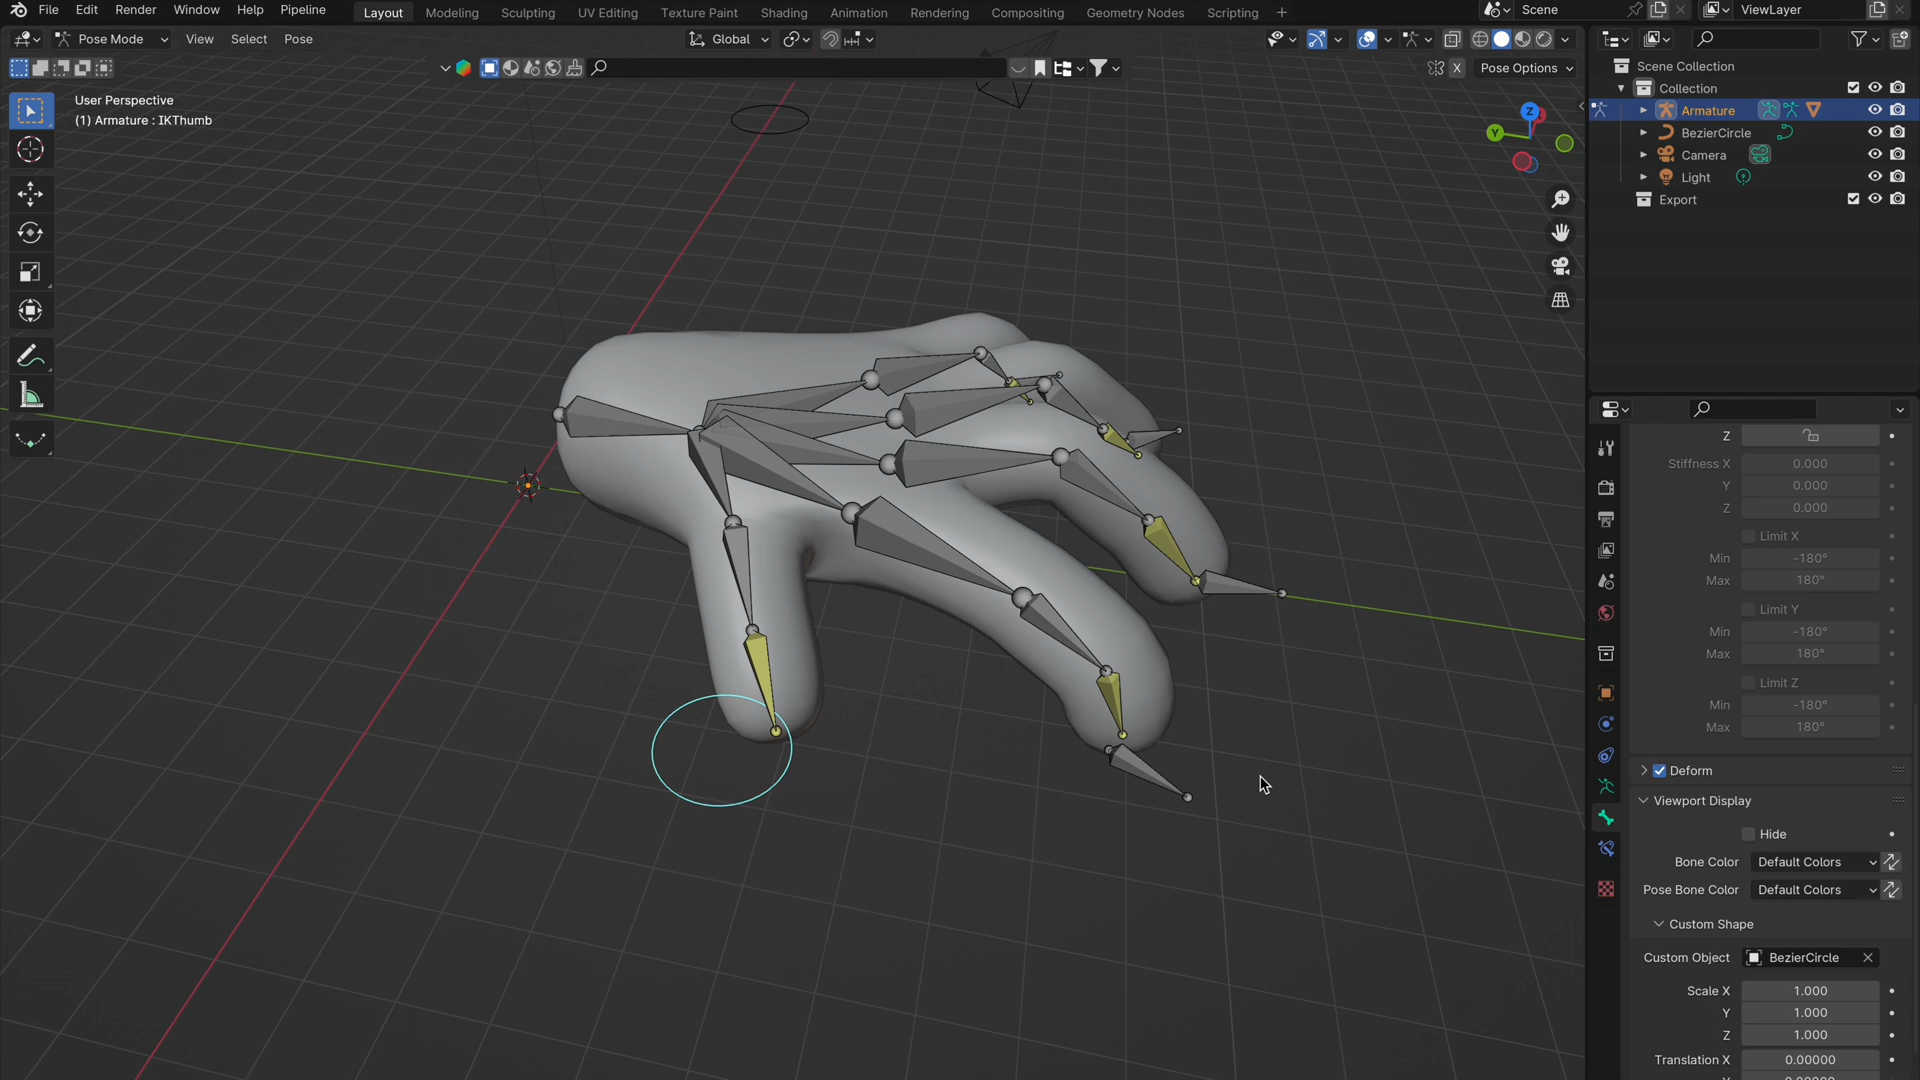 File Edit Render Window Help Pipeline Layout Modeling Sculpting UV Editing Texture Paint Shading Animation Rendering Compositing Geometry Nodes Scripting + Scene ViewLayer
Pose Mode View Select Pose Global
X Pose Options
User Perspective
(1) Armature : IKThumb
Z
Y
Scene Collection
Collection
Armature
BezierCircle
Camera
Light
Export
Z
Stiffness X 0.000
Y 0.000
Z 0.000
Limit X
Min -180°
Max 180°
Limit Y
Min -180°
Max 180°
Limit Z
Min -180°
Max 180°
Deform
Viewport Display
Hide
Bone Color Default Colors
Pose Bone Color Default Colors
Custom Shape
Custom Object BezierCircle
Scale X 1.000
Y 1.000
Z 1.000
Translation X 0.00000